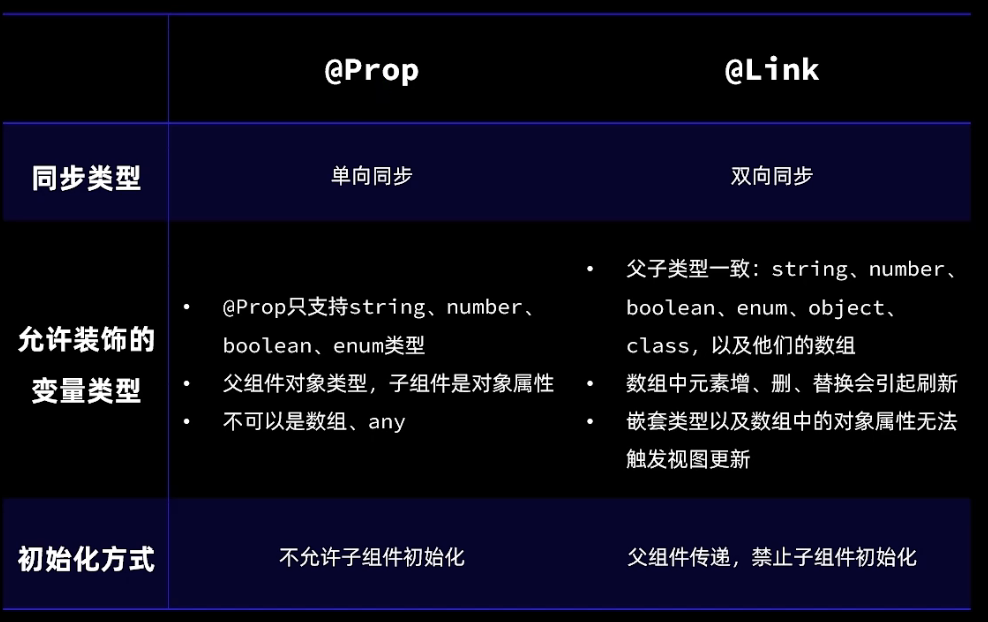 @Prop
@Link
同步类型
单向同步
双向同步
允许装饰的
变量类型
• @Prop只支持string、number、
boolean、enum类型
• 父组件对象类型，子组件是对象属性
• 不可以是数组、any
• 父子类型一致：string、number、
boolean、enum、object、
class，以及他们的数组
• 数组中元素增、删、替换会引起刷新
• 嵌套类型以及数组中的对象属性无法
触发视图更新
初始化方式
不允许子组件初始化
父组件传递，禁止子组件初始化